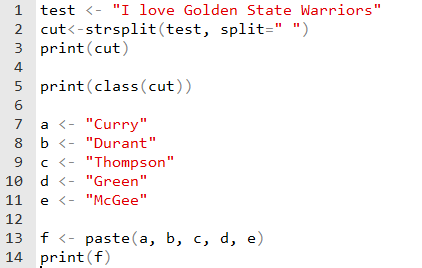 1 test <- "I love Golden State Warriors"
2 cut<-strsplit(test, split=" ")
3 print(cut)
4
5 print(class(cut))
6
7 a <- "Curry"
8 b <- "Durant"
9 c <- "Thompson"
10 d <- "Green"
11 e <- "McGee"
12
13 f <- paste(a, b, c, d, e)
14 print(f)